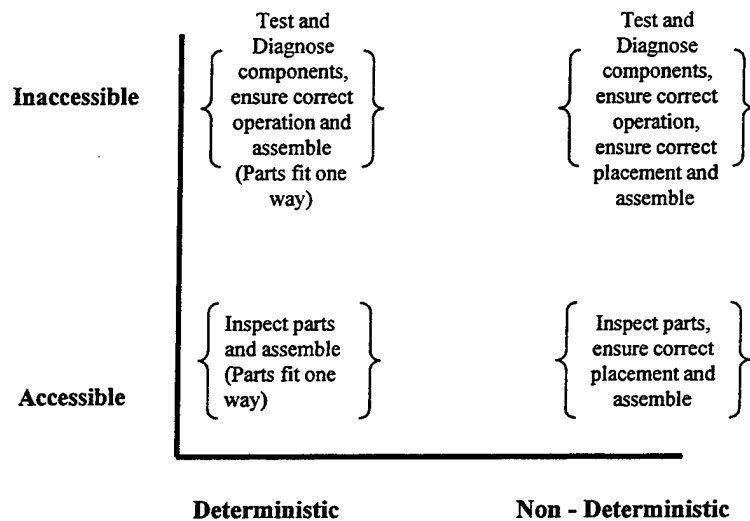 Test and
Diagnose
components,
ensure correct
operation and
assemble
(Parts fit one
way)
Test and
Diagnose
components,
ensure correct
operation,
ensure correct
placement and
assemble
Inaccessible
Inspect parts
and assemble
(Parts fit one
way)
Inspect parts,
ensure correct
placement and
assemble
Accessible
Deterministic
Non - Deterministic